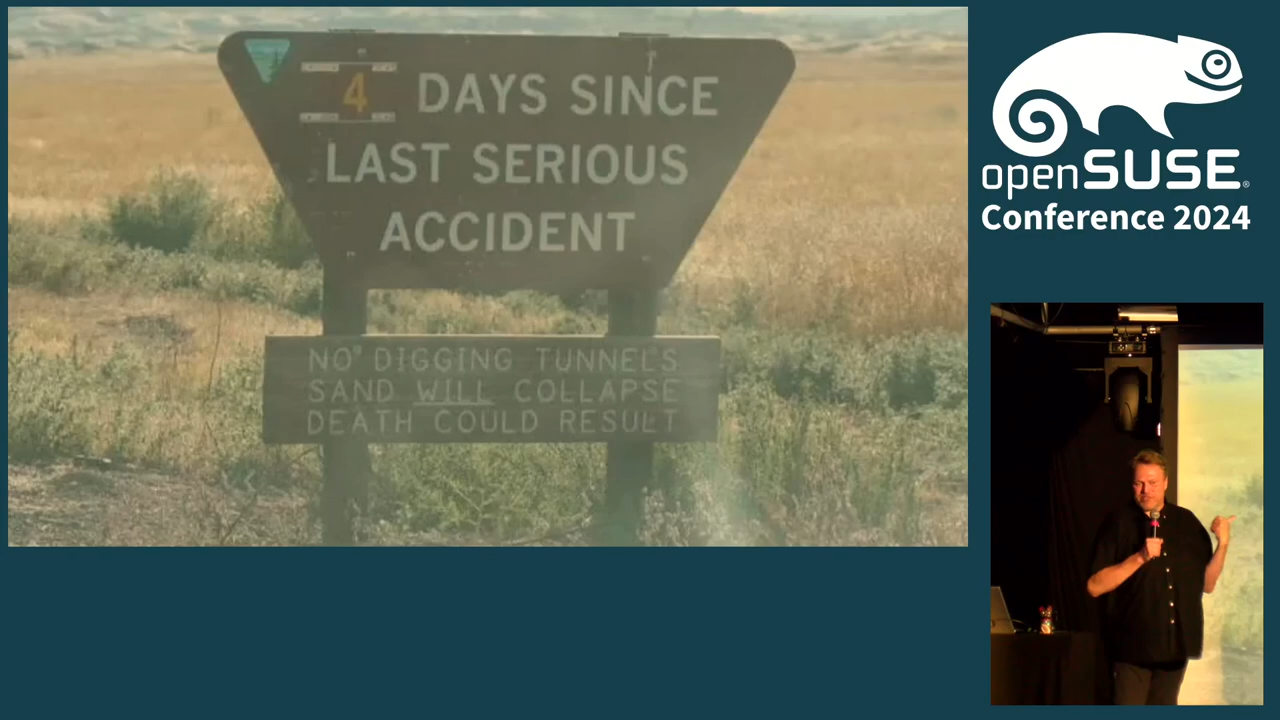 4 DAYS SINCE
LAST SERIOUS
ACCIDENT
NO DIGGING TUNNELS
SAND WILL COLLAPSE
DEATH COULD RESULT
openSUSE
Conference 2024